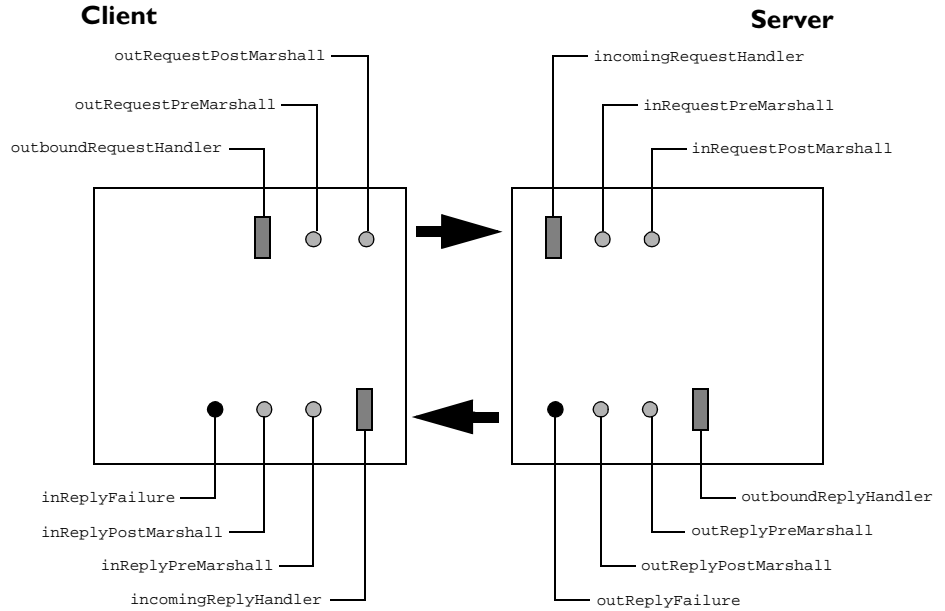 Client
Server
outRequestPostMarshall
incomingRequestHandler
outRequestPreMarshall
inRequestPreMarshall
outboundRequestHandler
inRequestPostMarshall
inReplyFailure
outboundReplyHandler
inReplyPostMarshall
outReplyPreMarshall
inReplyPreMarshall
outReplyPostMarshall
incomingReplyHandler
outReplyFailure